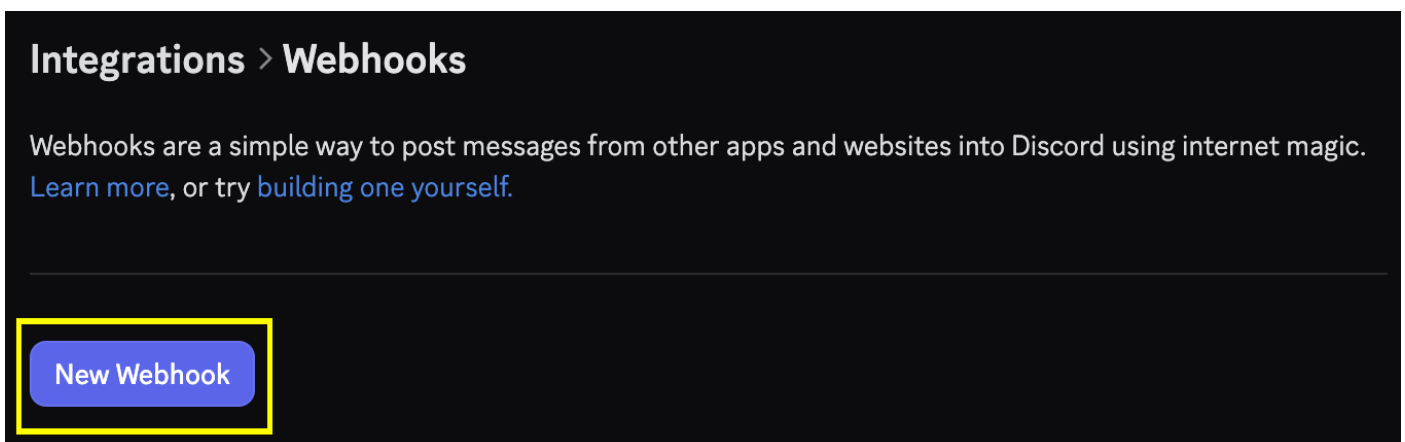 Integrations > Webhooks
Webhooks are a simple way to post messages from other apps and websites into Discord using internet magic.
Learn more, or try building one yourself.
New Webhook